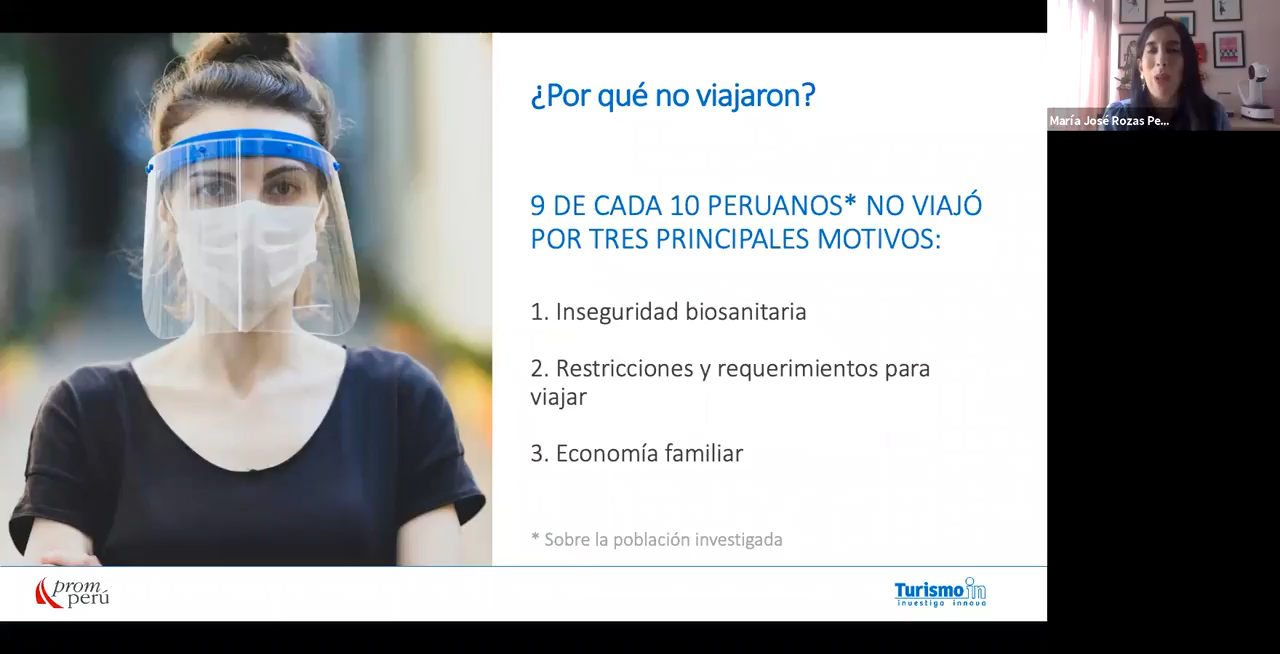 ¿Por qué no viajaron?
9 DE CADA 10 PERUANOS* NO VIAJÓ
POR TRES PRINCIPALES MOTIVOS:
1. Inseguridad biosanitaria
2. Restricciones y requerimientos para
viajar
3. Economía familiar
* Sobre la población investigada
prom
perú
Turismo in
investiga innova
María José Rozas Pe...